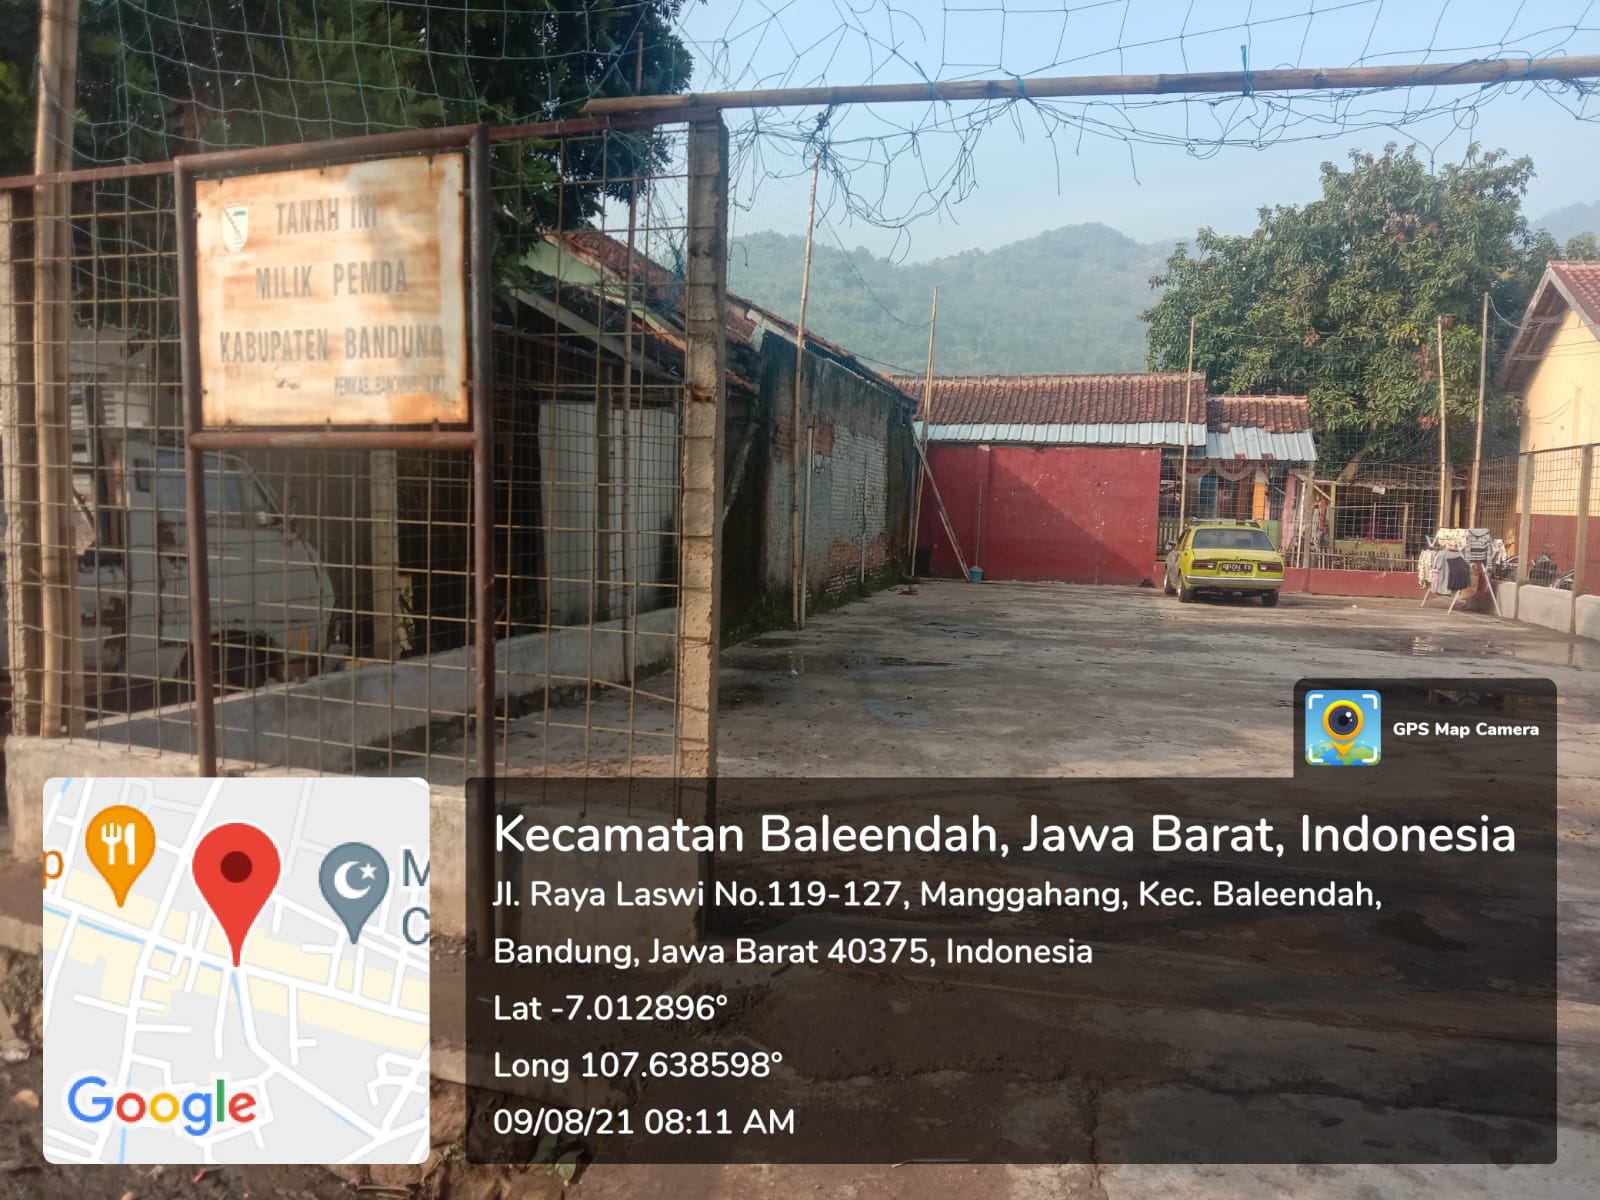 TANAH INI
MILIK PEMDA
KABUPATEN BANDUNG
PEMKAB. BANDUNG
GPS Map Camera
Kecamatan Baleendah, Jawa Barat, Indonesia
Jl. Raya Laswi No.119-127, Manggahang, Kec. Baleendah,
Bandung, Jawa Barat 40375, Indonesia
Lat -7.012896°
Long 107.638598°
09/08/21 08:11 AM
p
M
C
Google